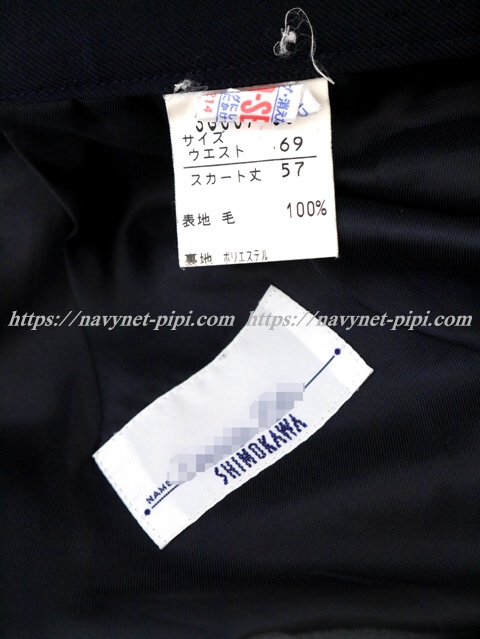 サイズ
ウエスト 69
スカート丈 57
表地 毛 100%
裏地 ポリエステル
https://navynet-pipi.com https://navynet-pipi.com
NAME
SHIMOKAWA